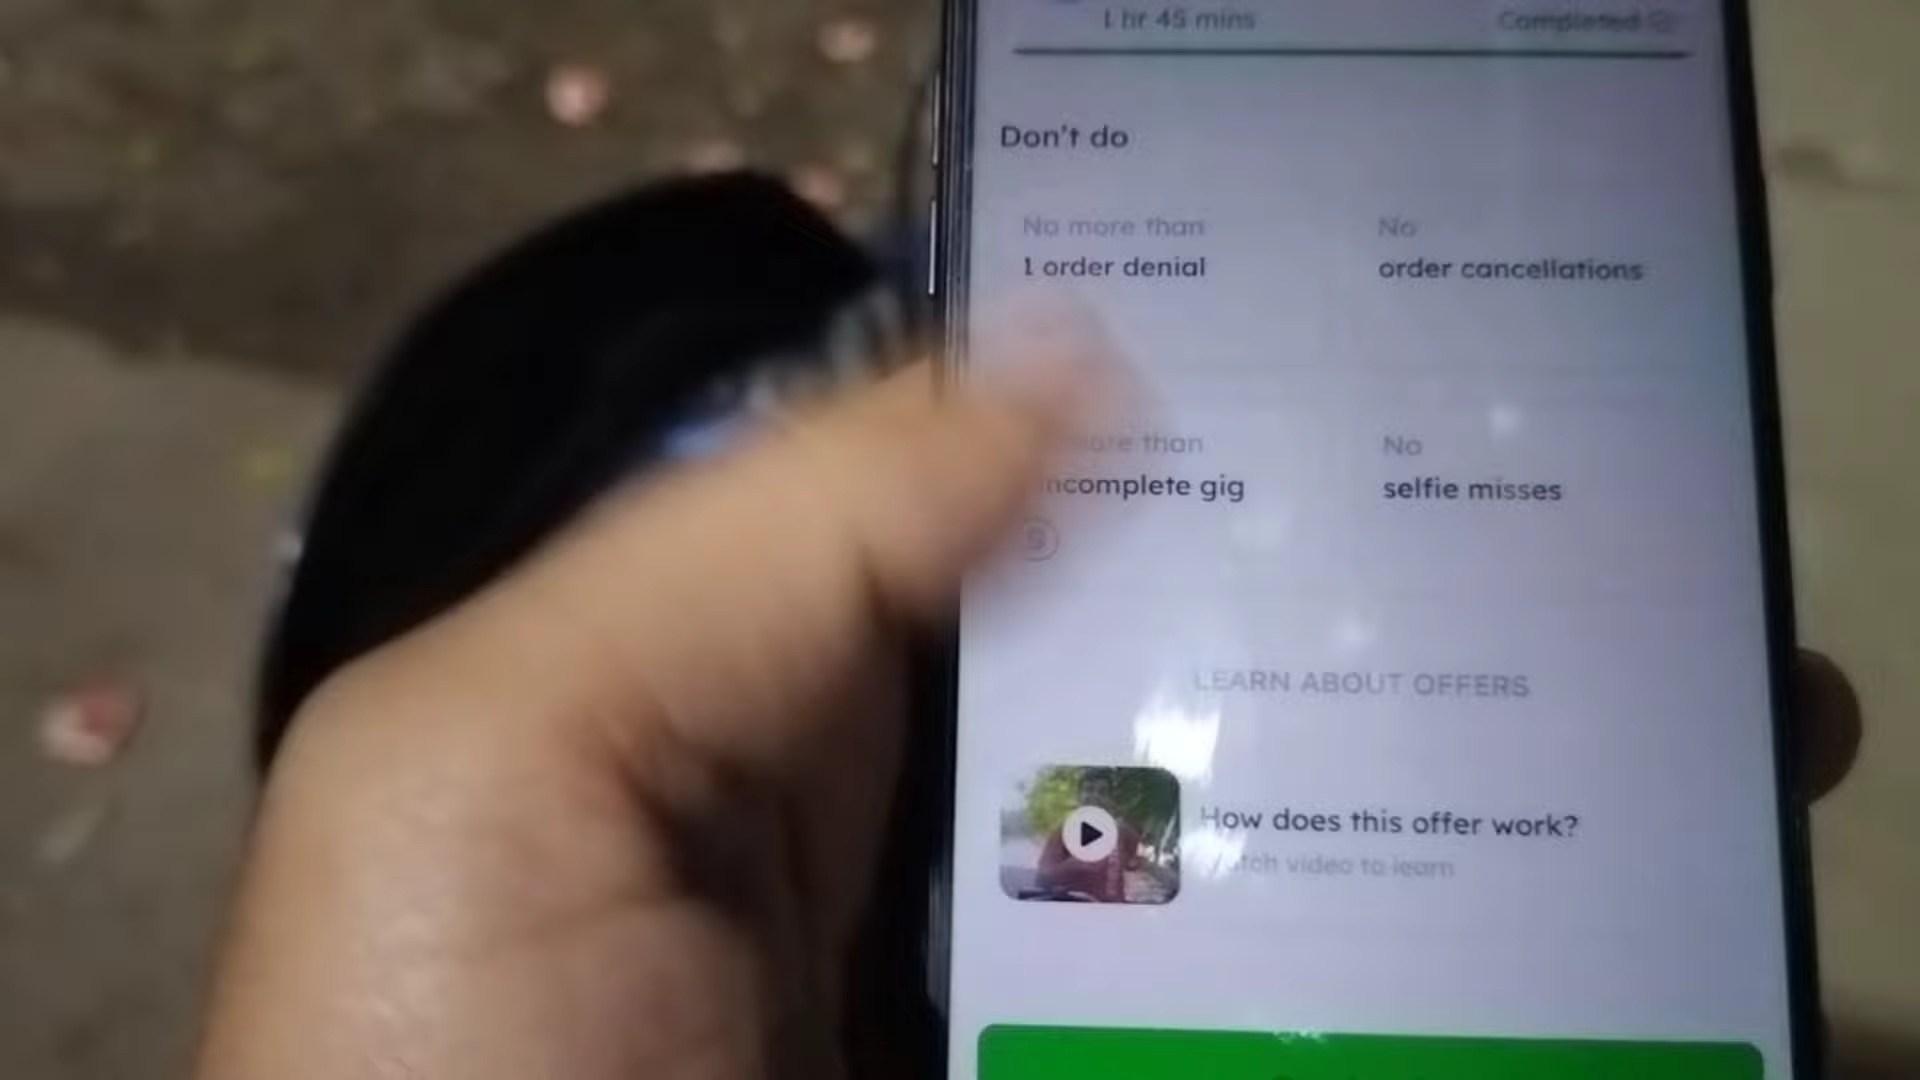 1 hr 45 mins
Completed
Don't do
No more than
1 order denial
No
order cancellations
more than
incomplete gig
No
selfie misses
LEARN ABOUT OFFERS
How does this offer work?
Watch video to learn